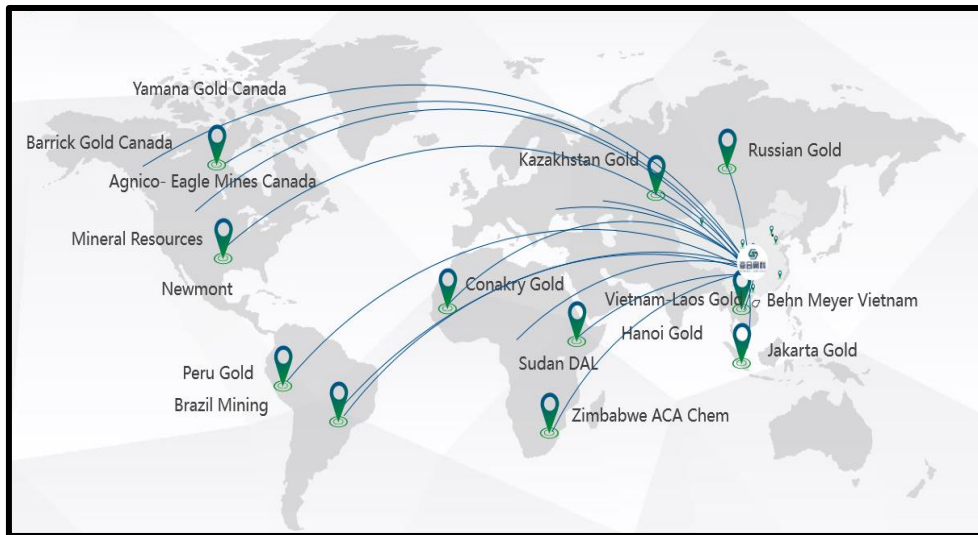 Yamana Gold Canada
Barrick Gold Canada
Agnico- Eagle Mines Canada
Kazakhstan Gold
Russian Gold
Mineral Resources
Newmont
Conakry Gold
Vietnam-Laos Gold
Behn Meyer Vietnam
Hanoi Gold
Sudan DAL
Jakarta Gold
Peru Gold
Brazil Mining
Zimbabwe ACA Chem